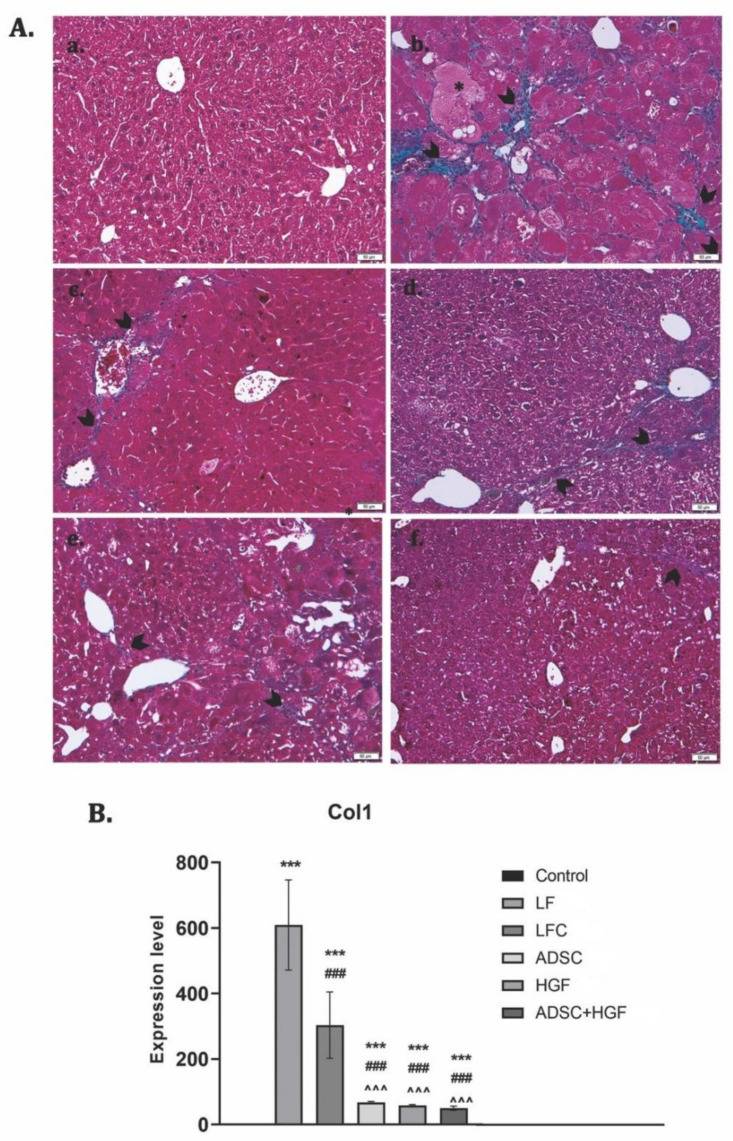 A.
a.
b.
*
c.
d.
*
e.
f.
B.
Col1
Expression level
800
600
400
200
0
***
***
###
***
###
^^^
***
###
^^^
***
###
^^^
Control
LF
LFC
ADSC
HGF
ADSC+HGF